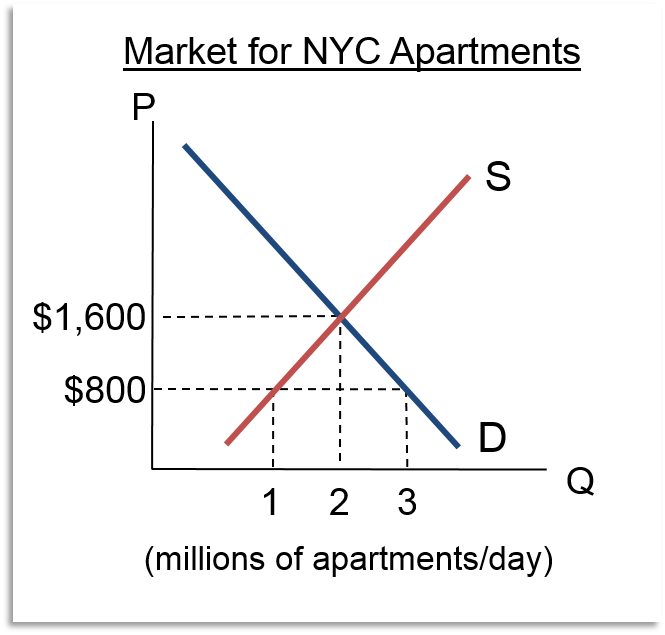 Market for NYC Apartments
P
S
$1,600
$800
D
Q
1 2 3
(millions of apartments/day)